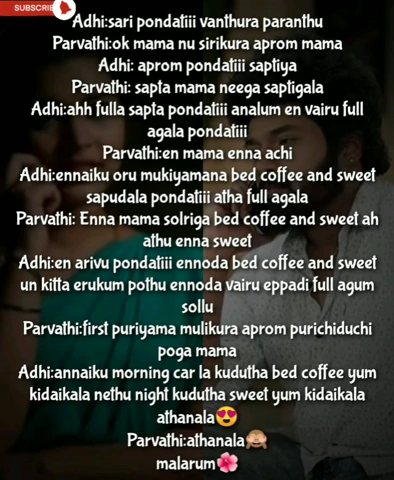 SUBSCRIBE
Adhi:sari pondatiii vanthura paranthu
Parvathi:ok mama nu sirikura aprom mama
Adhi: aprom pondatiii saptiya
Parvathi: sapta mama neega saptigala
Adhi:ahh fulla sapta pondatiii analum en vairu full
agala pondatiii
Parvathi:en mama enna achi
Adhi:ennaiku oru mukiyamana bed coffee and sweet
sapudala pondatiii atha full agala
Parvathi: Enna mama solriga bed coffee and sweet ah
athu enna sweet
Adhi:en arivu pondatiii ennoda bed coffee and sweet
un kitta erukum pothu ennoda vairu eppadi full agum
sollu
Parvathi:first puriyama mulikura aprom purichiduchi
poga mama
Adhi:annaiku morning car la kudutha bed coffee yum
kidaikala nethu night kudutha sweet yum kidaikala
athanala😍
Parvathi:athanala🙈
malarum🌺